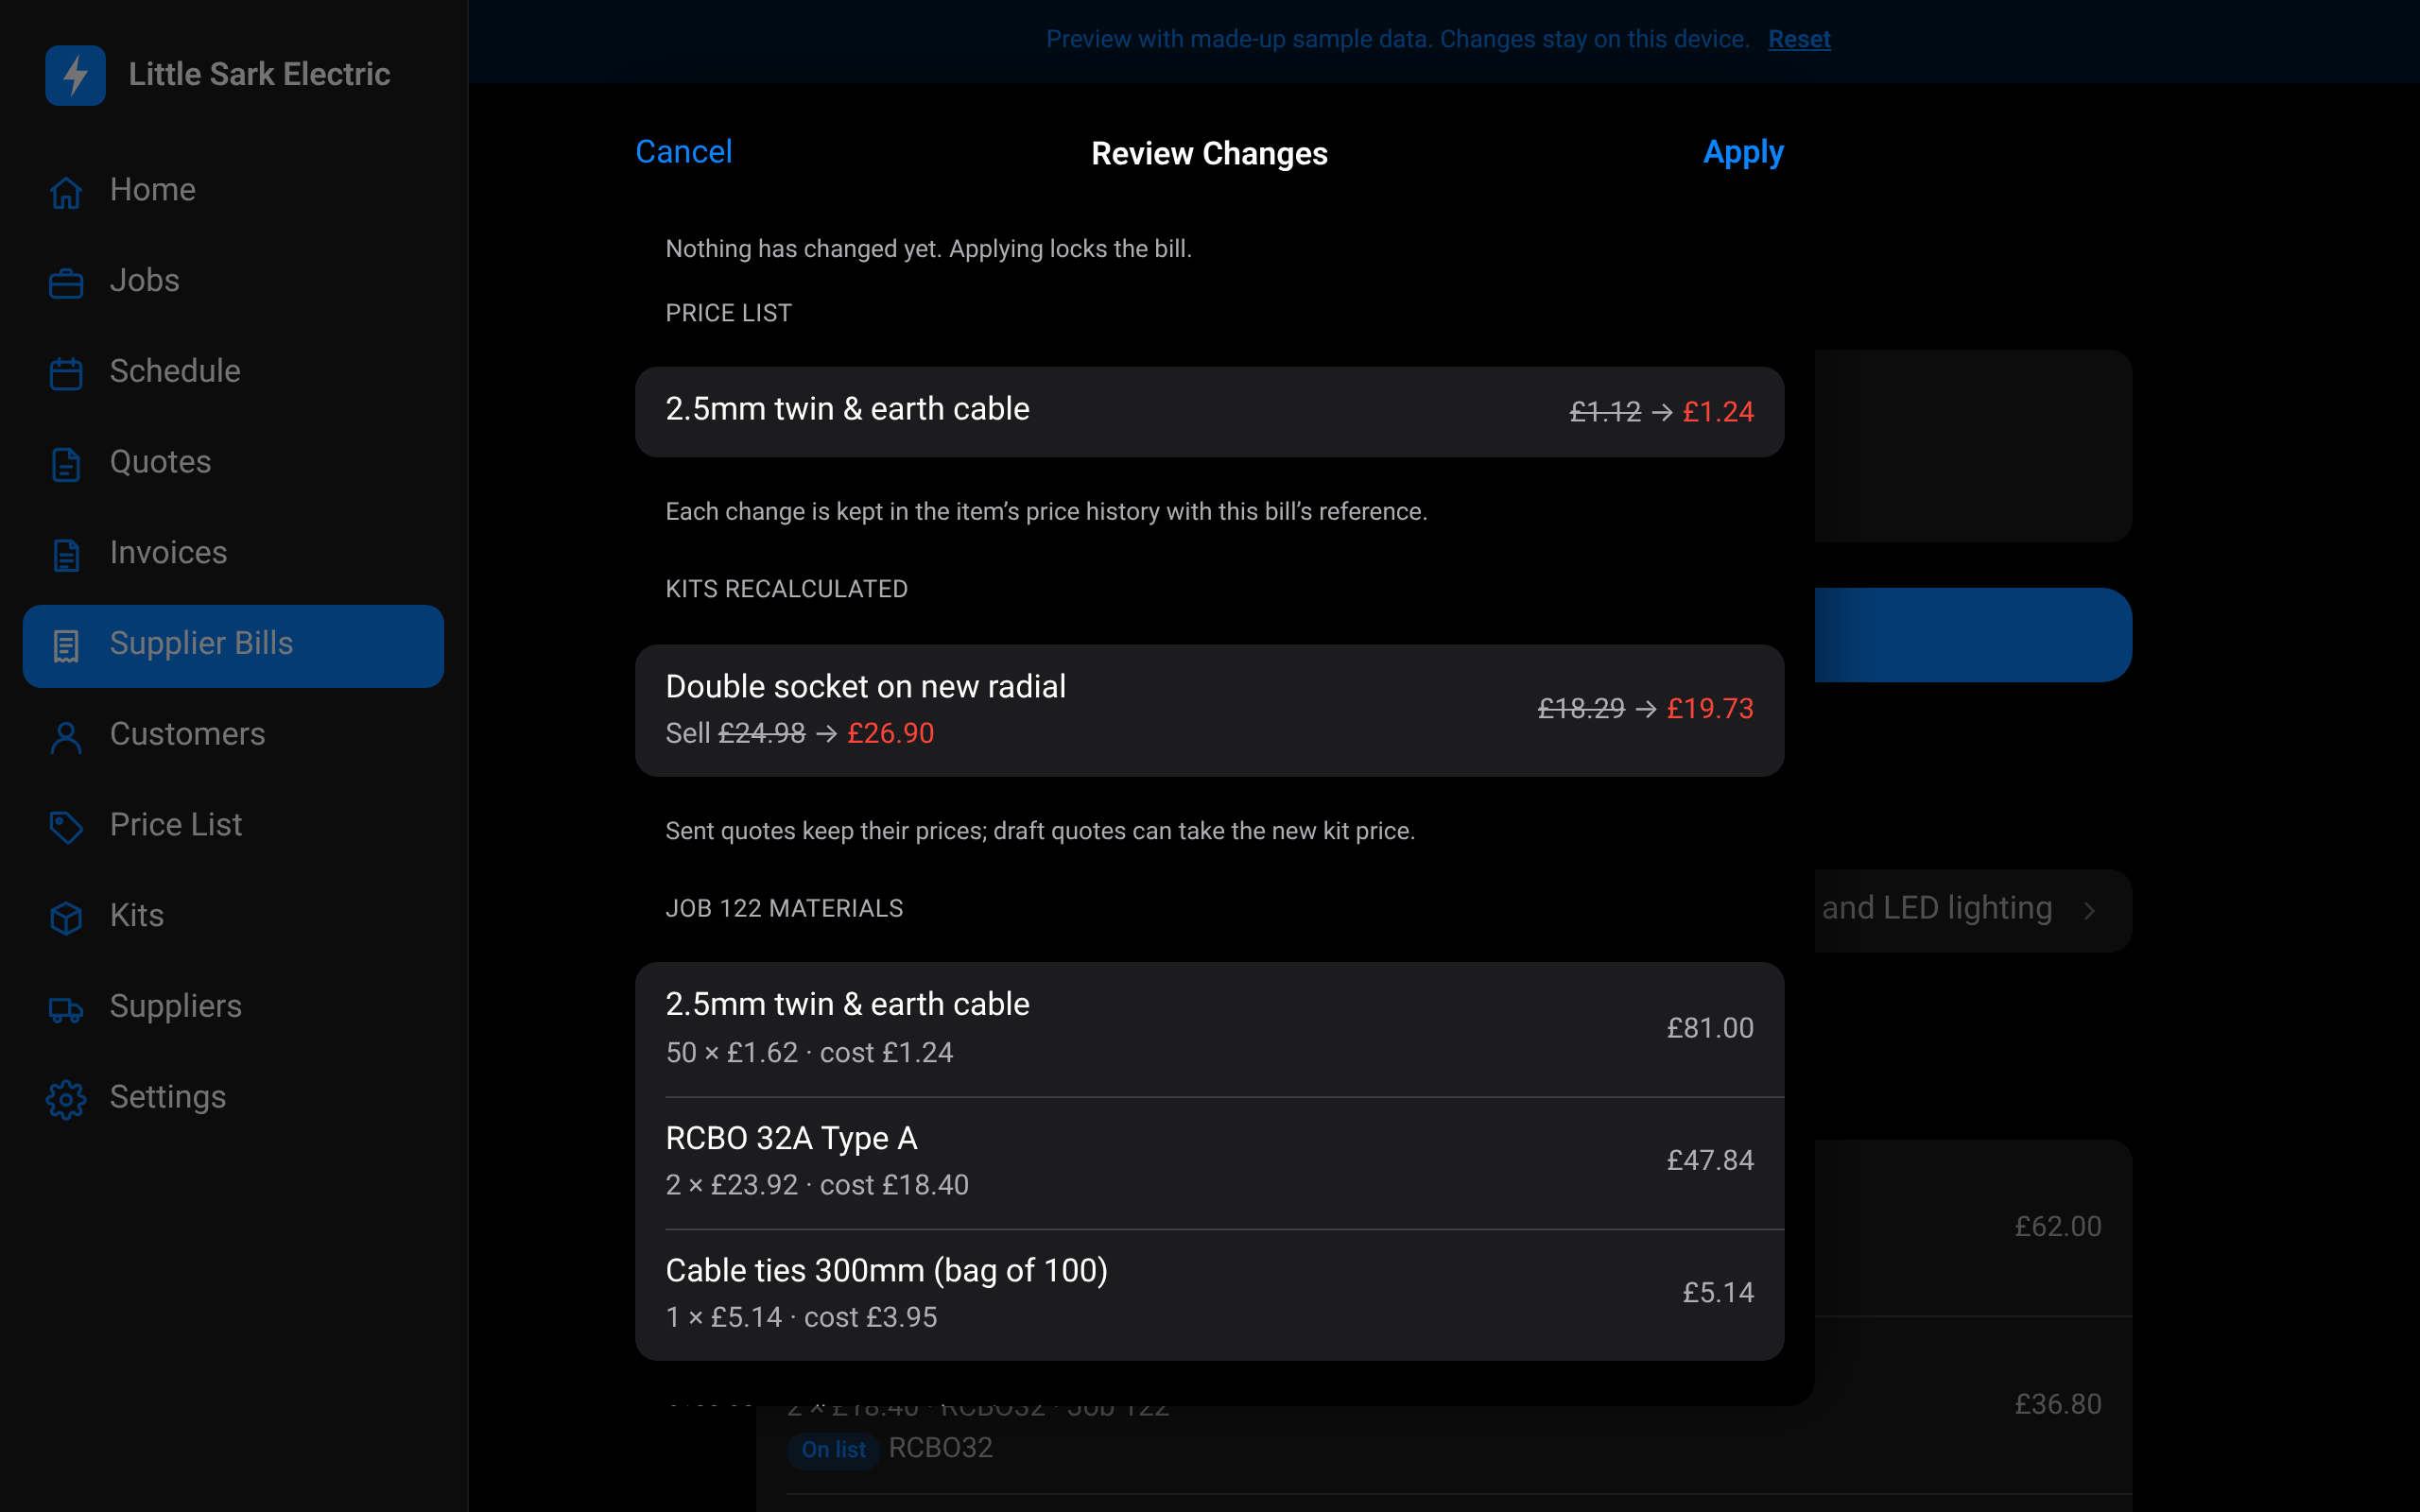 Little Sark Electric
Home
Jobs
Schedule
Quotes
Invoices
Supplier Bills
Customers
Price List
Kits
Suppliers
Settings
Preview with made-up sample data. Changes stay on this device. Reset
Cancel
Review Changes
Apply
Nothing has changed yet. Applying locks the bill.
PRICE LIST
2.5mm twin & earth cable
£1.12 → £1.24
Each change is kept in the item’s price history with this bill’s reference.
KITS RECALCULATED
Double socket on new radial
Sell £24.98 → £26.90
£18.29 → £19.73
Sent quotes keep their prices; draft quotes can take the new kit price.
JOB 122 MATERIALS
2.5mm twin & earth cable
50 × £1.62 · cost £1.24
£81.00
RCBO 32A Type A
2 × £23.92 · cost £18.40
£47.84
Cable ties 300mm (bag of 100)
1 × £5.14 · cost £3.95
£5.14
and LED lighting
£62.00
2 × £18.40 · RCBO32 · Job 122
£36.80
On list RCBO32